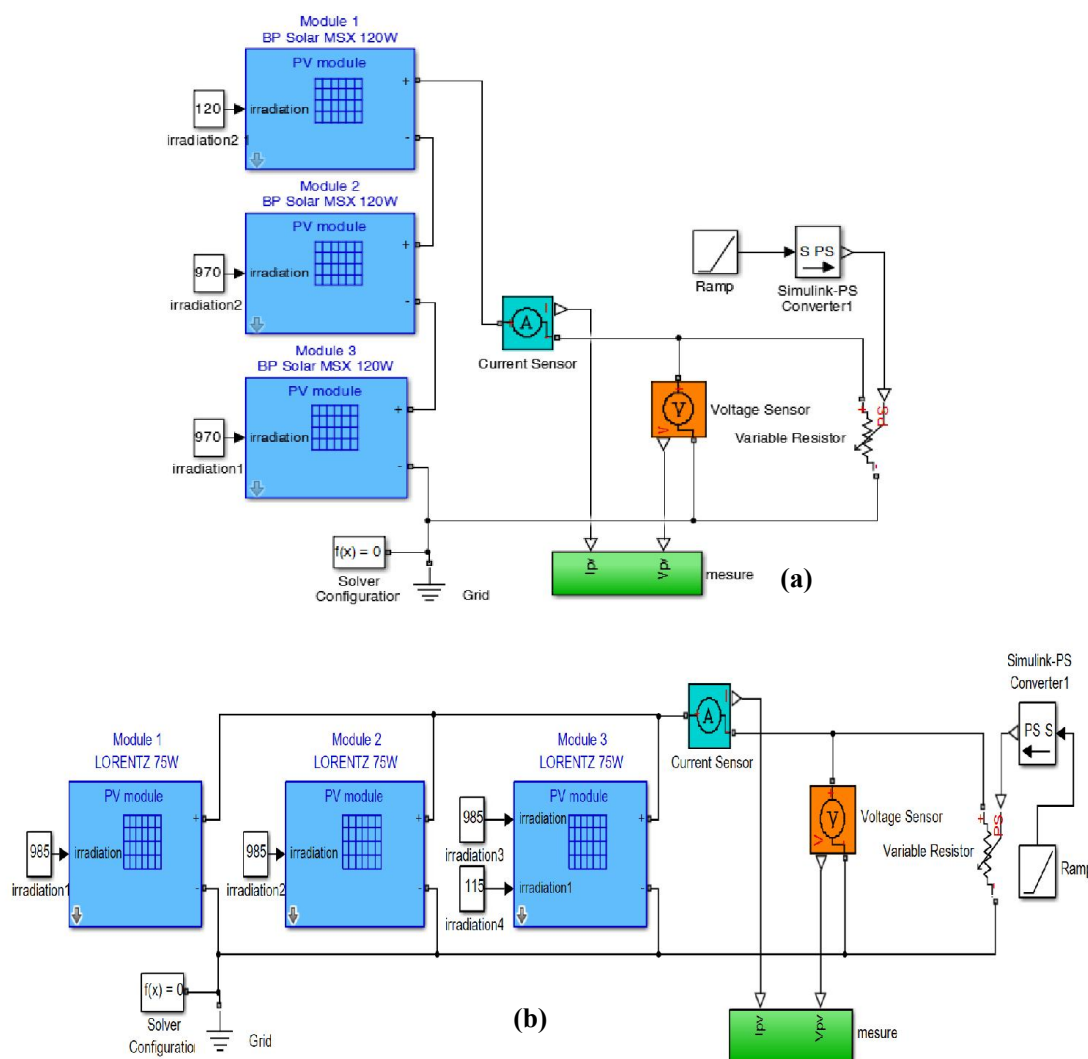 Module 1
BP Solar MSX 120W
PV module
+
120
irradiation
irradiation2 1
-
Module 2
BP Solar MSX 120W
PV module
+
970
irradiation
irradiation2
-
Module 3
BP Solar MSX 120W
PV module
+
970
irradiation
irradiation1
-
Ramp
S PS
Simulink-PS
Converter1
I
A
Current Sensor
+
V
V
Voltage Sensor
+
PS
-
Variable Resistor
f(x) = 0
Solver
Configuration
Grid
Ipv
Vpv
mesure
(a)
Simulink-PS
Converter1
PS S
I
A
Current Sensor
Module 1
LORENTZ 75W
PV module
+
985
irradiation
irradiation1
-
Module 2
LORENTZ 75W
PV module
+
985
irradiation
irradiation2
-
Module 3
LORENTZ 75W
PV module
+
985
irradiation
irradiation3
115
irradiation1
irradiation4
-
+
V
V
Voltage Sensor
+
PS
-
Variable Resistor
Ramp
f(x) = 0
Solver
Configuration
Grid
(b)
Ipv
Vpv
mesure